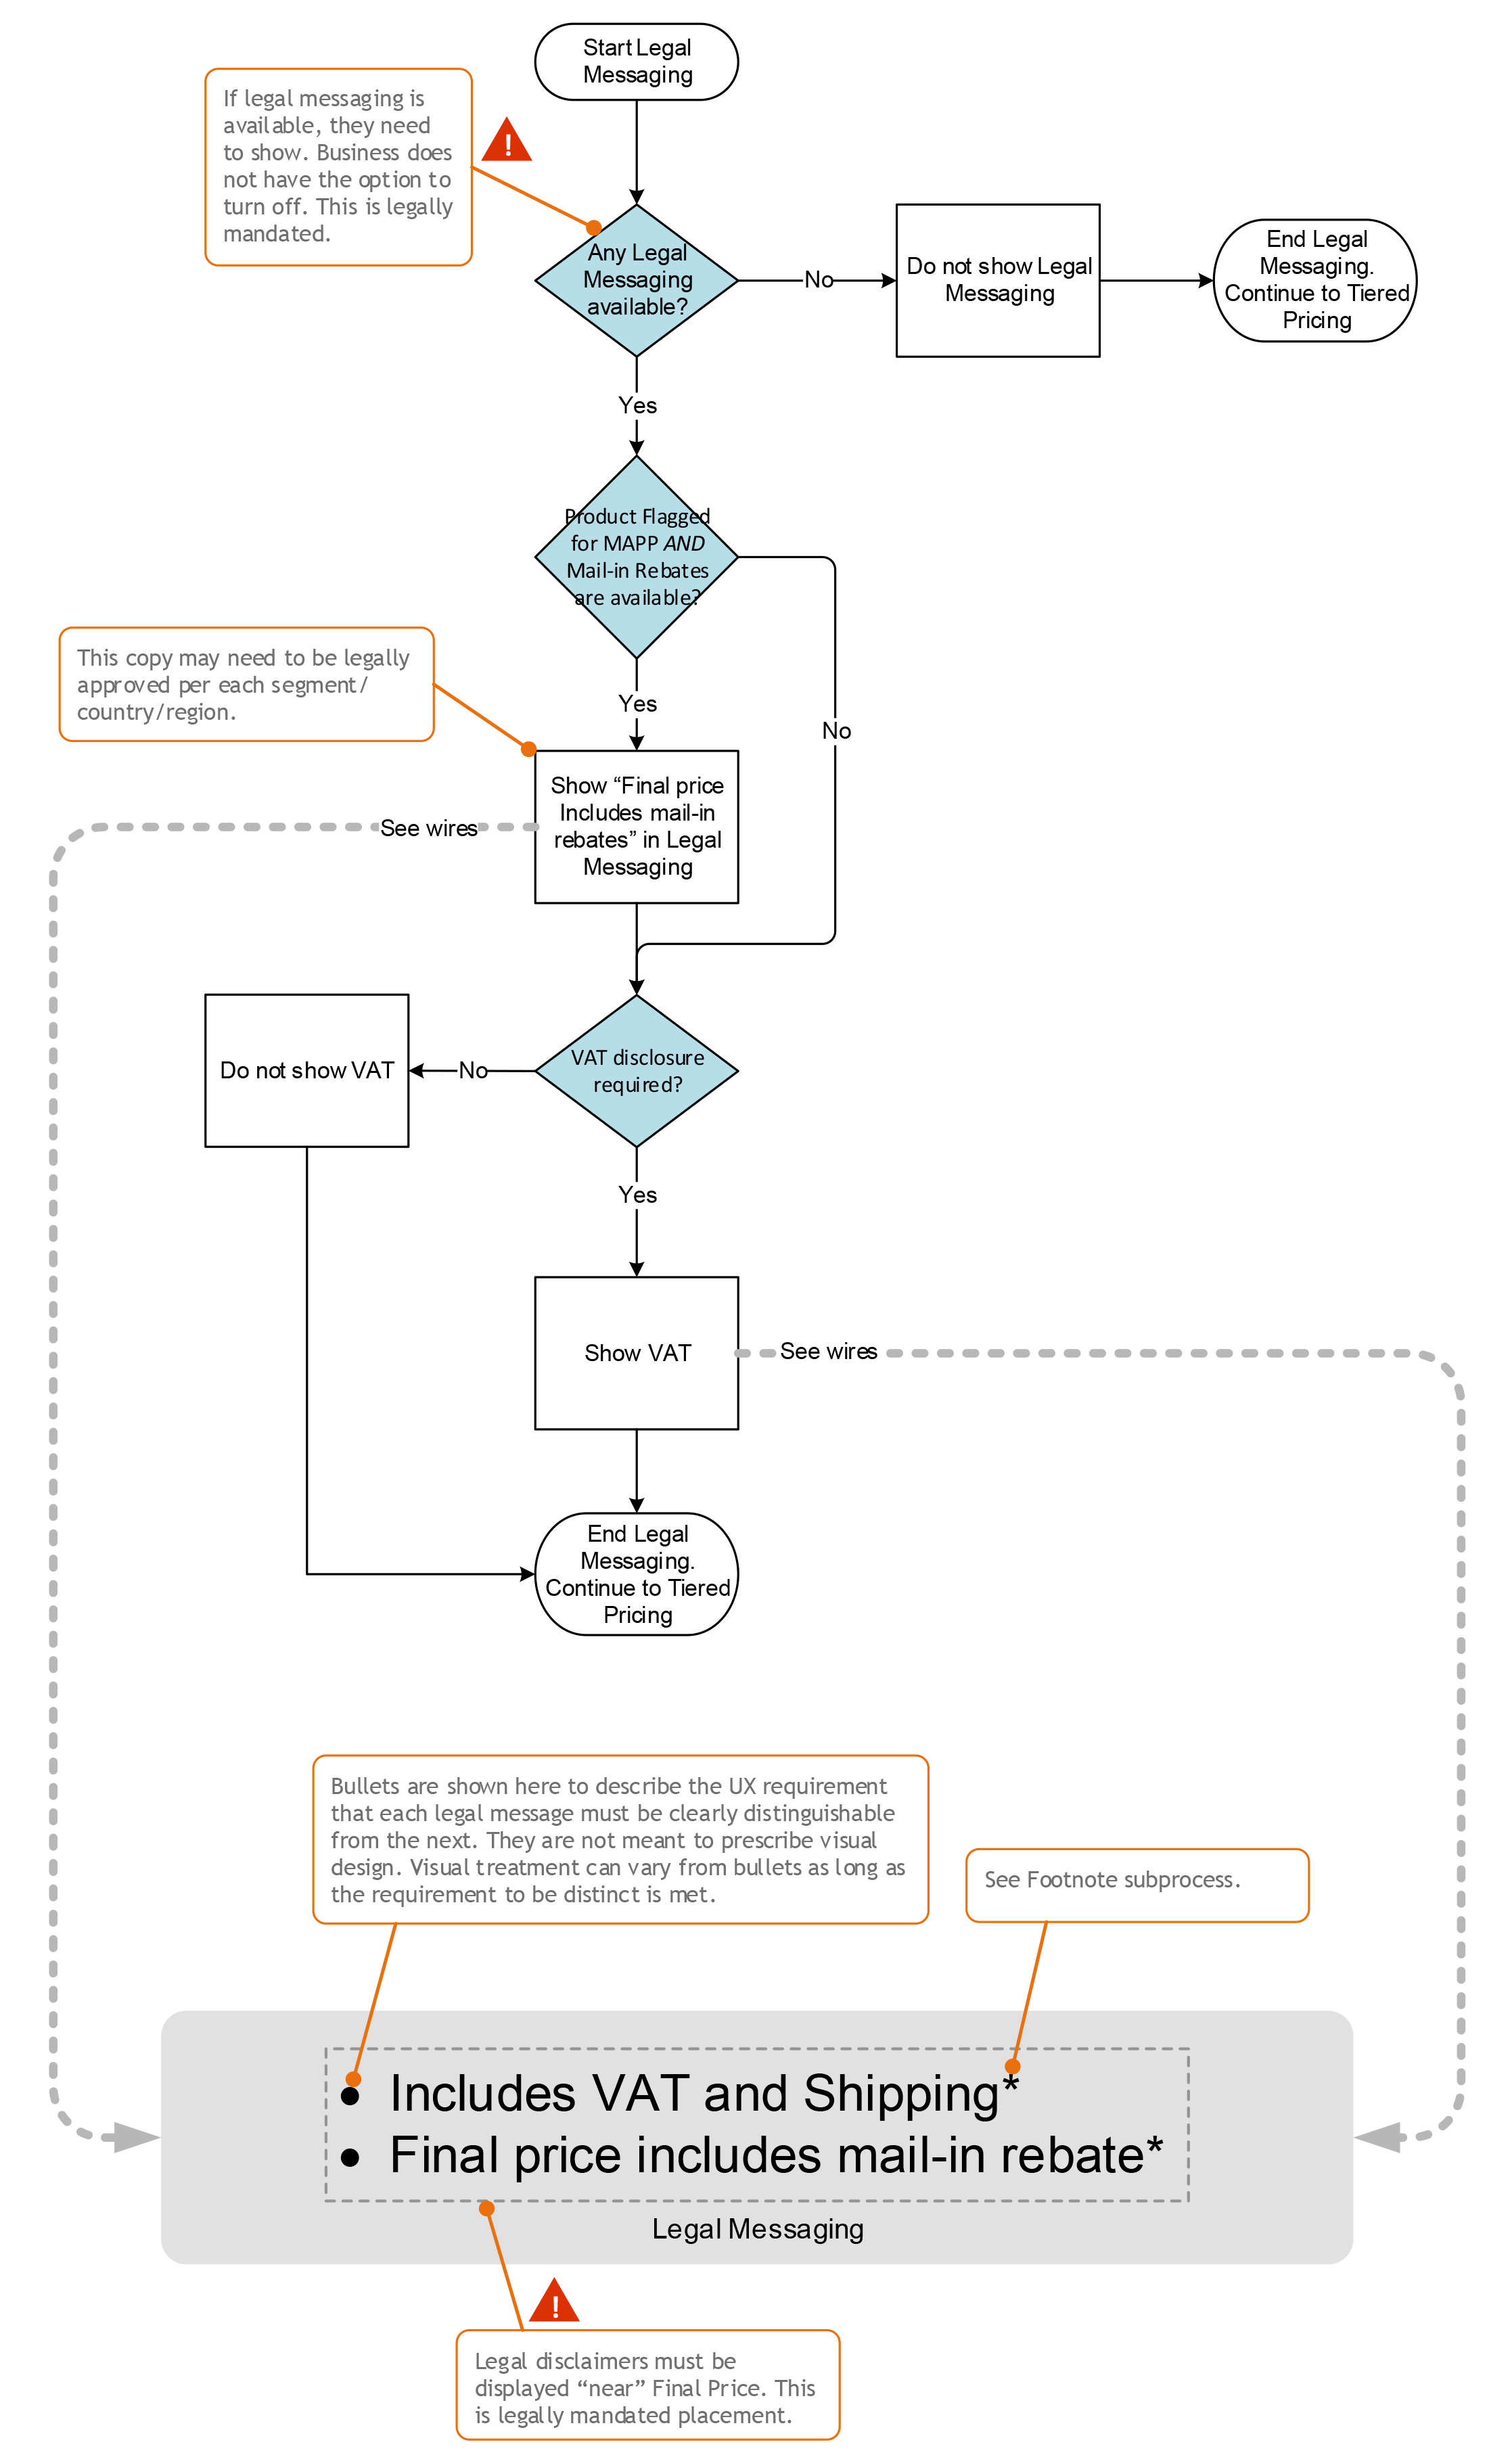 Start Legal
Messaging
If legal messaging is
available, they need
to show. Business does
not have the option to
turn off. This is legally
mandated.
!
Any Legal
Messaging
available?
No
Do not show Legal
Messaging
End Legal
Messaging.
Continue to Tiered
Pricing
Yes
Product Flagged
for MAPP AND
Mail-in Rebates
are available?
This copy may need to be legally
approved per each segment/
country/region.
Yes
No
Show “Final price
Includes mail-in
rebates” in Legal
Messaging
See wires
Do not show VAT
No
VAT disclosure
required?
Yes
Show VAT
See wires
End Legal
Messaging.
Continue to Tiered
Pricing
Bullets are shown here to describe the UX requirement
that each legal message must be clearly distinguishable
from the next. They are not meant to prescribe visual
design. Visual treatment can vary from bullets as long as
the requirement to be distinct is met.
See Footnote subprocess.
• Includes VAT and Shipping*
• Final price includes mail-in rebate*
Legal Messaging
!
Legal disclaimers must be
displayed “near” Final Price. This
is legally mandated placement.